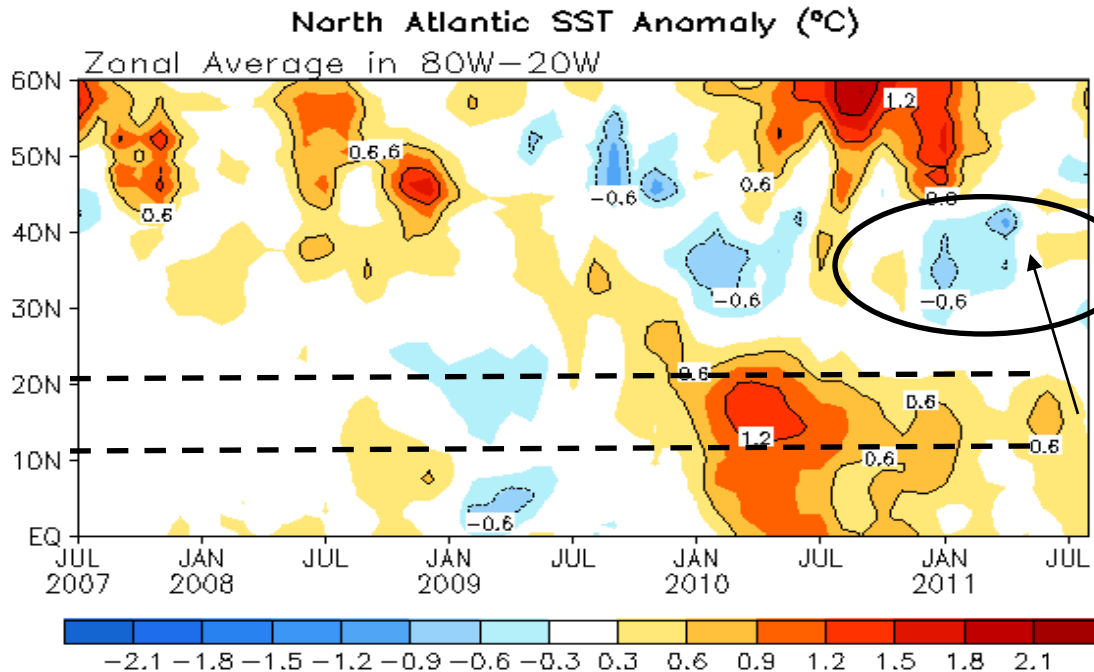 North Atlantic SST Anomaly (°C)
Zonal Average in 80W−20W
60N
1.2
50N
0.6 .6
0.6
0.6
−0.6
0.6
40N
−0.6
−0.6
30N
20N
0.6
0.6
1.2
0.6
0.6
10N
−0.6
EQ
JUL JAN JUL JAN JUL JAN JUL JAN JUL
2007 2008 2009 2010 2011
−2.1 −1.8 −1.5 −1.2 −0.9 −0.6 −0.3 0.3 0.6 0.9 1.2 1.5 1.8 2.1